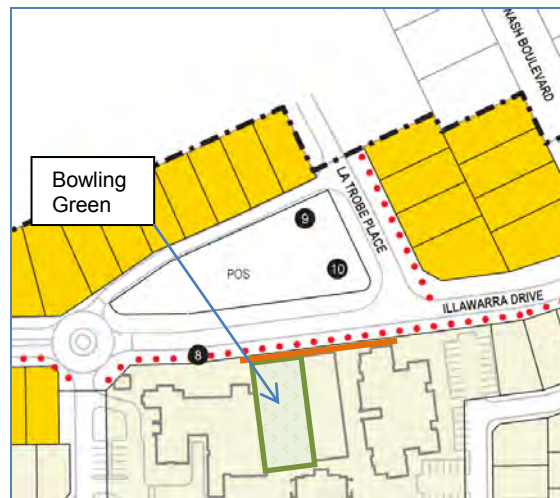 NASH BOULEVARD
Bowling
Green
LA TROBE PLACE
9
10
POS
ILLAWARRA DRIVE
8